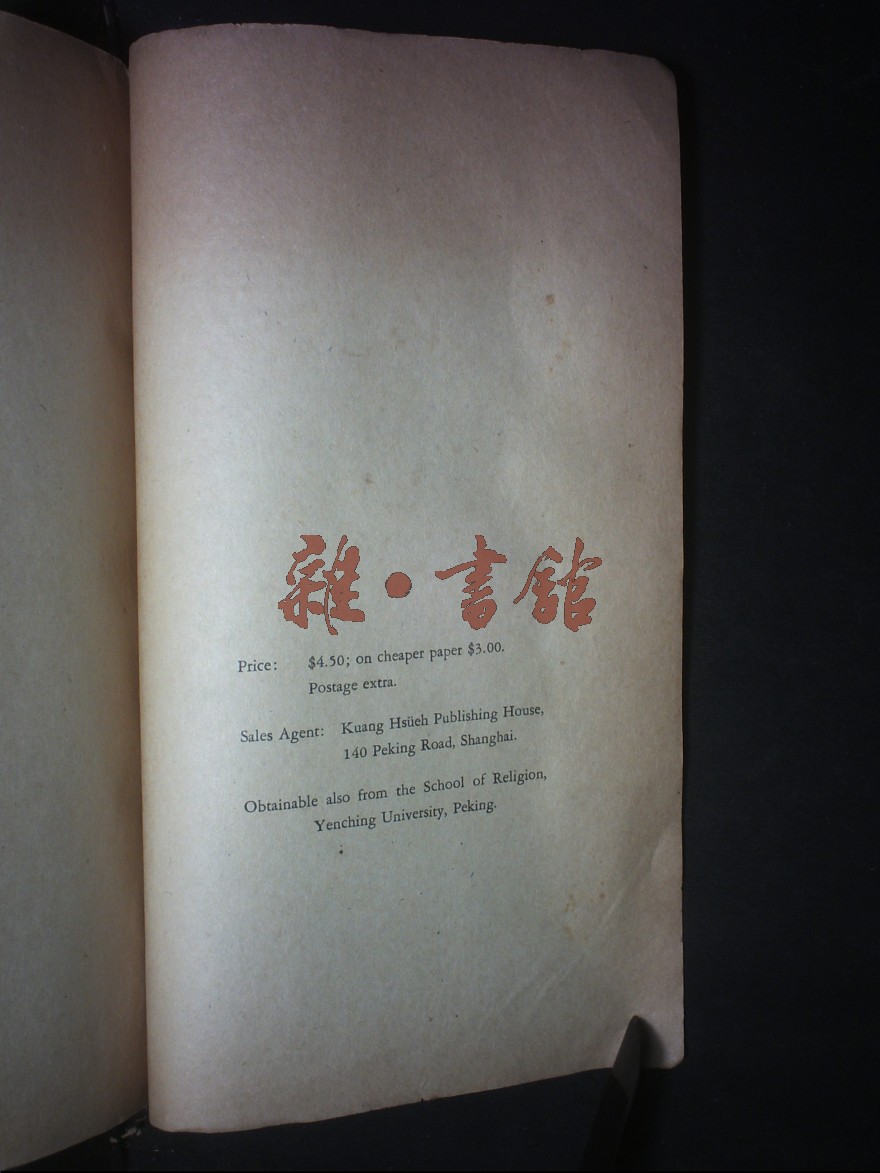 雜·書館
Price: $4.50; on cheaper paper $3.00.
Postage extra.
Sales Agent: Kuang Hsüeh Publishing House,
140 Peking Road, Shanghai.
Obtainable also from the School of Religion,
Yenching University, Peking.